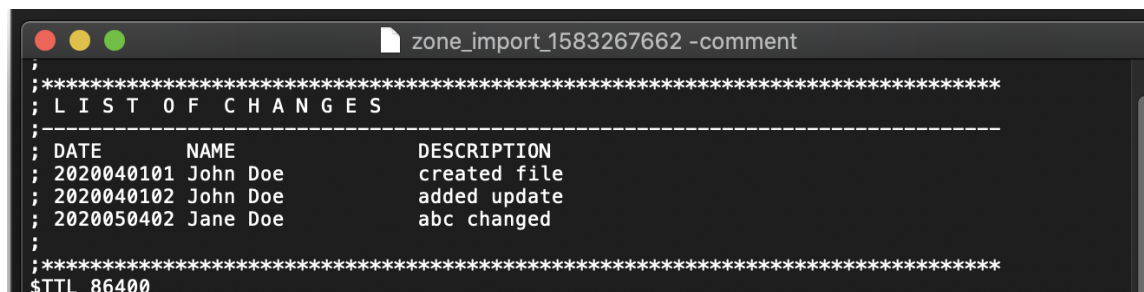 zone_import_1583267662 -comment
;
;*******************************************************************************
; L I S T  O F  C H A N G E S
;-------------------------------------------------------------------------------
; DATE       NAME               DESCRIPTION
; 2020040101 John Doe           created file
; 2020040102 John Doe           added update
; 2020050402 Jane Doe           abc changed
;
;*******************************************************************************
$TTL 86400